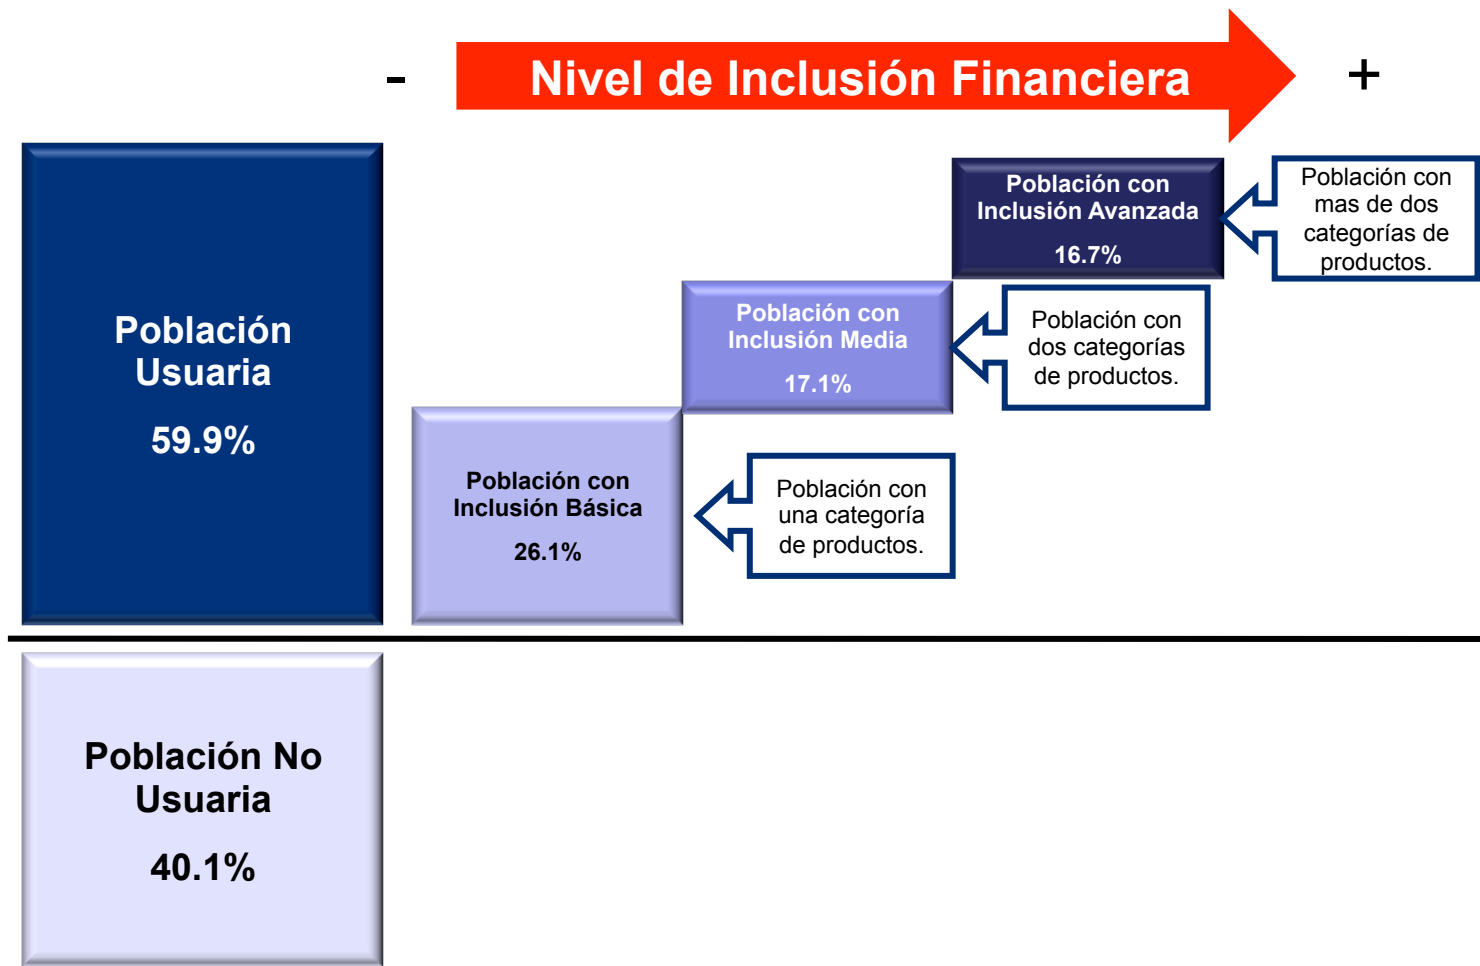 -
Nivel de Inclusión Financiera
+
Población
Usuaria
59.9%
Población con
Inclusión Avanzada
16.7%
Población con
mas de dos
categorías de
productos.
Población con
Inclusión Media
17.1%
Población con
dos categorías
de productos.
Población con
Inclusión Básica
26.1%
Población con
una categoría
de productos.
Población No
Usuaria
40.1%